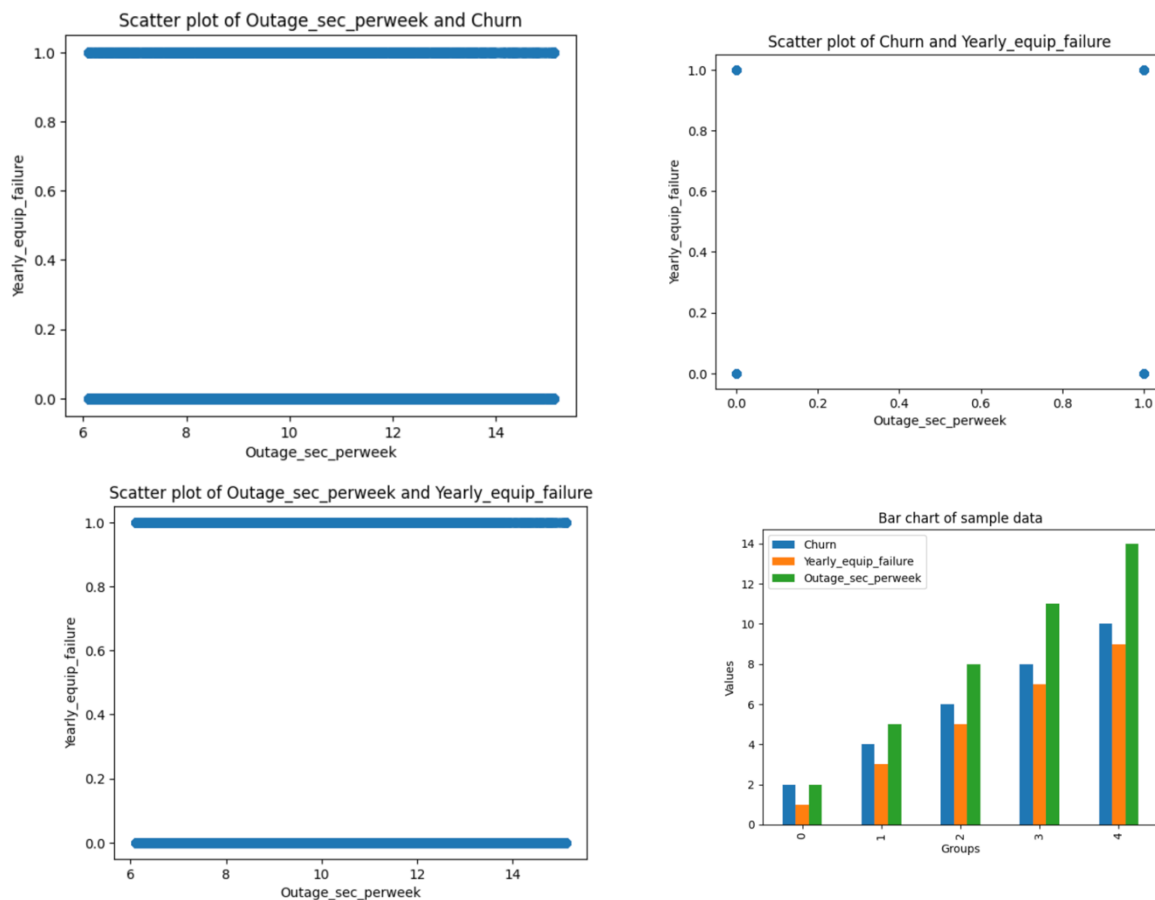 Scatter plot of Outage_sec_perweek and Churn
1.0
0.8
0.6
0.4
0.2
0.0
Yearly_equip_failure
6 8 10 12 14
Outage_sec_perweek
Scatter plot of Churn and Yearly_equip_failure
1.0
0.8
0.6
0.4
0.2
0.0
Yearly_equip_failure
0.0 0.2 0.4 0.6 0.8 1.0
Outage_sec_perweek
Scatter plot of Outage_sec_perweek and Yearly_equip_failure
1.0
0.8
0.6
0.4
0.2
0.0
Yearly_equip_failure
6 8 10 12 14
Outage_sec_perweek
Bar chart of sample data
Churn
Yearly_equip_failure
Outage_sec_perweek
14
12
10
8
6
4
2
0
Values
0 1 2 3 4
Groups